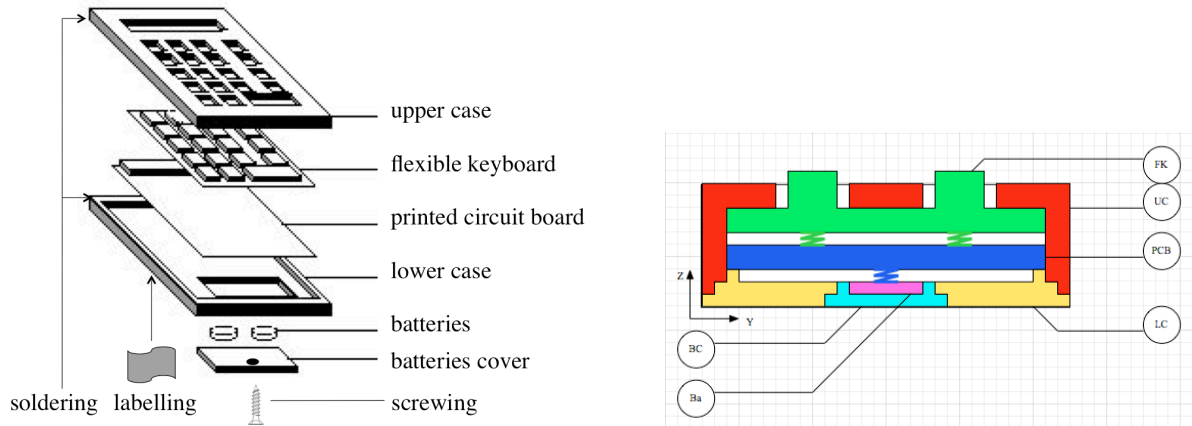 upper case
flexible keyboard
printed circuit board
lower case
batteries
batteries cover
soldering labelling screwing
FK
UC
PCB
Z
Y
LC
BC
Ba